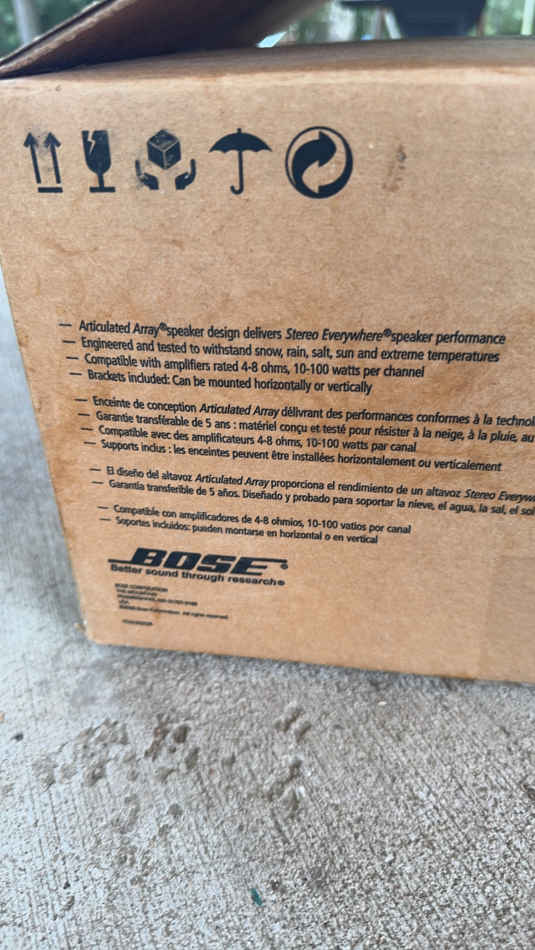 — Articulated Array® speaker design delivers Stereo Everywhere® speaker performance
— Engineered and tested to withstand snow, rain, salt, sun and extreme temperatures
— Compatible with amplifiers rated 4-8 ohms, 10-100 watts per channel
— Brackets included: Can be mounted horizontally or vertically
— Enceinte de conception Articulated Array délivrant des performances conformes à la
— Garantie transférable de 5 ans : matériel conçu et testé pour résister à la neige, à la pluie, au
— Compatible avec des amplificateurs 4-8 ohms, 10-100 watts par canal
— Supports inclus : les enceintes peuvent être installées horizontalement ou verticalement
— El diseño del altavoz Articulated Array proporciona el rendimiento de un altavoz Stereo
— Garantía transferible de 5 años. Diseñado y probado para soportar la nieve, el agua, la sal, el sol
— Compatible con amplificadores de 4-8 ohmios, 10-100 vatios por canal
— Soportes incluidos: pueden montarse en horizontal o en vertical
BOSE®
Better sound through research®
BOSE CORPORATION